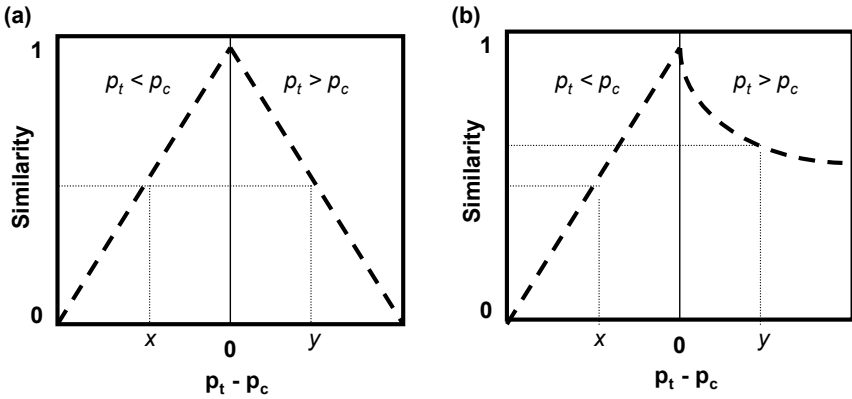 (a)
1
p_t < p_c
p_t > p_c
Similarity
0
x
0
y
p_t - p_c
(b)
1
p_t < p_c
p_t > p_c
Similarity
0
x
0
y
p_t - p_c